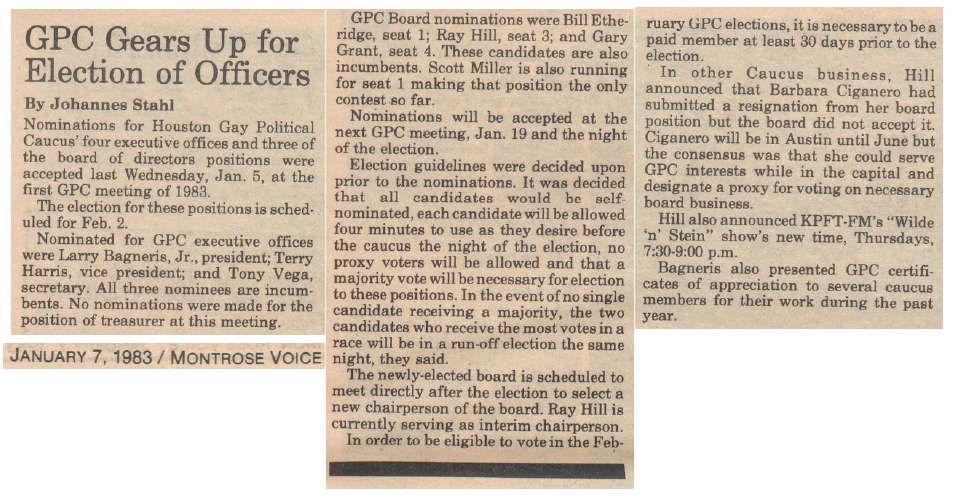 GPC Gears Up for
Election of Officers
By Johannes Stahl
Nominations for Houston Gay Political
Caucus' four executive offices and three of
the board of directors positions were
accepted last Wednesday, Jan. 5, at the
first GPC meeting of 1983.
The election for these positions is sched-
uled for Feb. 2.
Nominated for GPC executive offices
were Larry Bagneris, Jr., president; Terry
Harris, vice president; and Tony Vega,
secretary. All three nominees are incum-
bents. No nominations were made for the
position of treasurer at this meeting.
JANUARY 7, 1983 / MONTROSE VOICE
GPC Board nominations were Bill Ethe-
ridge, seat 1; Ray Hill, seat 3; and Gary
Grant, seat 4. These candidates are also
incumbents. Scott Miller is also running
for seat 1 making that position the only
contest so far.
Nominations will be accepted at the
next GPC meeting, Jan. 19 and the night
of the election.
Election guidelines were decided upon
prior to the nominations. It was decided
that all candidates would be self-
nominated, each candidate will be allowed
four minutes to use as they desire before
the caucus the night of the election, no
proxy voters will be allowed and that a
majority vote will be necessary for election
to these positions. In the event of no single
candidate receiving a majority, the two
candidates who receive the most votes in a
race will be in a run-off election the same
night, they said.
The newly-elected board is scheduled to
meet directly after the election to select a
new chairperson of the board. Ray Hill is
currently serving as interim chairperson.
In order to be eligible to vote in the Feb-
ruary GPC elections, it is necessary to be a
paid member at least 30 days prior to the
election.
In other Caucus business, Hill
announced that Barbara Ciganero had
submitted a resignation from her board
position but the board did not accept it.
Ciganero will be in Austin until June but
the consensus was that she could serve
GPC interests while in the capital and
designate a proxy for voting on necessary
board business.
Hill also announced KPFT-FM's "Wilde
'n' Stein" show's new time, Thursdays,
7:30-9:00 p.m.
Bagneris also presented GPC certifi-
cates of appreciation to several caucus
members for their work during the past
year.